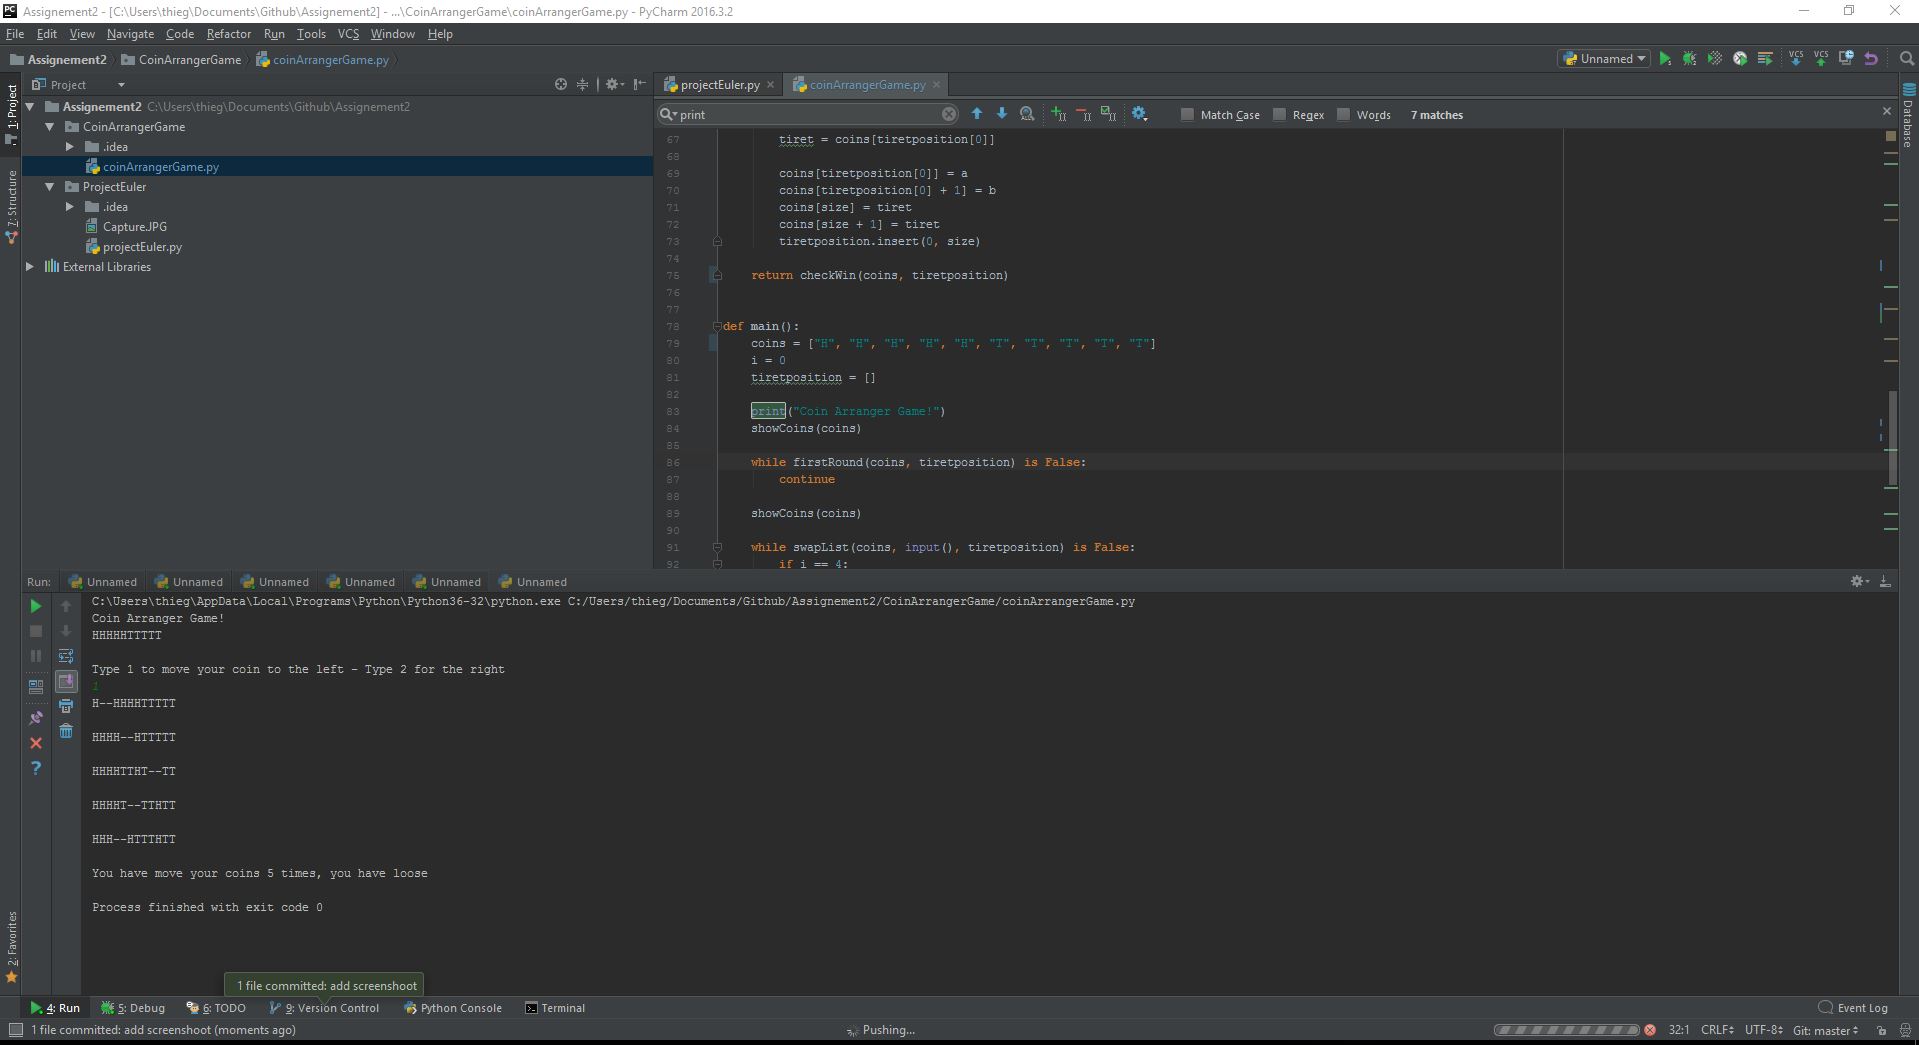 Assignement2 - [C:\Users\thieg\Documents\Github\Assignement2] - ...\CoinArrangerGame\coinArrangerGame.py - PyCharm 2016.3.2
File Edit View Navigate Code Refactor Run Tools VCS Window Help
Assignement2 CoinArrangerGame coinArrangerGame.py
Unnamed
VCS VCS
1: Project
7: Structure
2: Favorites
Project
Assignement2 C:\Users\thieg\Documents\Github\Assignement2
CoinArrangerGame
.idea
coinArrangerGame.py
ProjectEuler
.idea
Capture.JPG
projectEuler.py
External Libraries
projectEuler.py coinArrangerGame.py
print
Match Case Regex Words 7 matches
Database
67 tiret = coins[tiretposition[0]]
68
69 coins[tiretposition[0]] = a
70 coins[tiretposition[0] + 1] = b
71 coins[size] = tiret
72 coins[size + 1] = tiret
73 tiretposition.insert(0, size)
74
75 return checkWin(coins, tiretposition)
76
77
78 def main():
79 coins = ["H", "H", "H", "H", "H", "T", "T", "T", "T", "T"]
80 i = 0
81 tiretposition = []
82
83 print("Coin Arranger Game!")
84 showCoins(coins)
85
86 while firstRound(coins, tiretposition) is False:
87 continue
88
89 showCoins(coins)
90
91 while swapList(coins, input(), tiretposition) is False:
92 if i == 4:
Run: Unnamed Unnamed Unnamed Unnamed Unnamed Unnamed
C:\Users\thieg\AppData\Local\Programs\Python\Python36-32\python.exe C:/Users/thieg/Documents/Github/Assignement2/CoinArrangerGame/coinArrangerGame.py
Coin Arranger Game!
HHHHHTTTTT
Type 1 to move your coin to the left - Type 2 for the right
1
H--HHHHTTTTT
HHHH--HTTTTT
HHHHTTHT--TT
HHHHT--TTHTT
HHH--HTTTHTT
You have move your coins 5 times, you have loose
Process finished with exit code 0
1 file committed: add screenshoot
4: Run 5: Debug 6: TODO 9: Version Control Python Console Terminal Event Log
1 file committed: add screenshoot (moments ago) Pushing... 32:1 CRLF UTF-8 Git: master